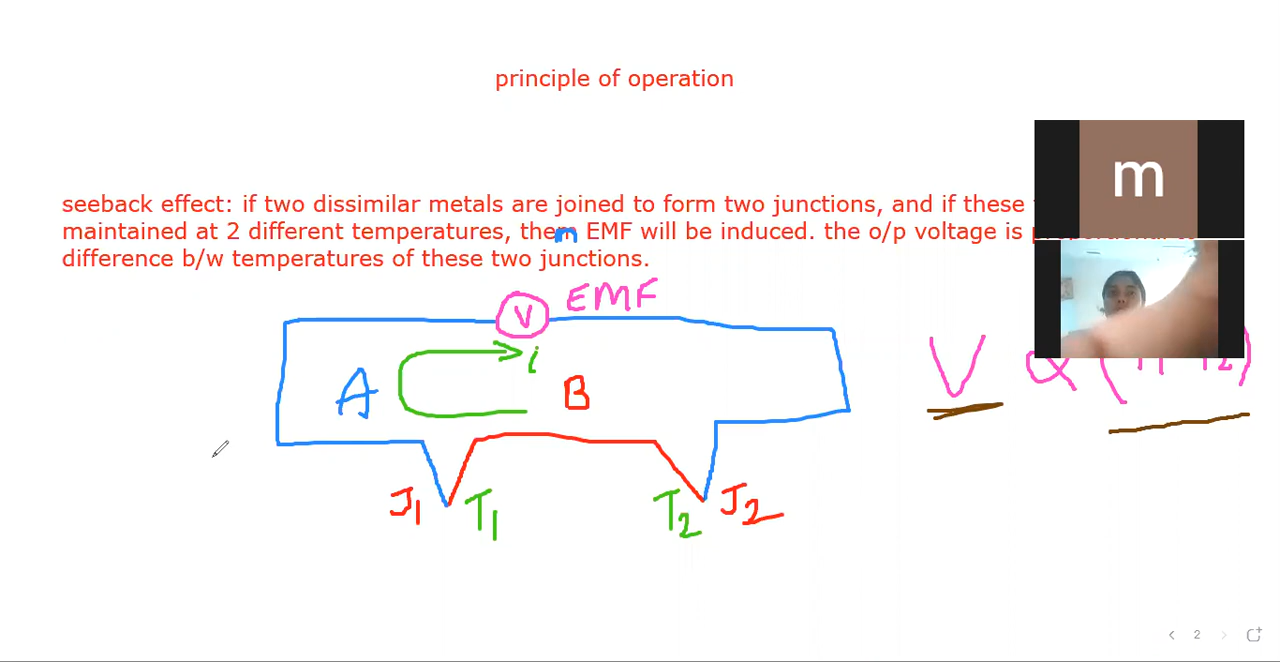 principle of operation
m
seeback effect: if two dissimilar metals are joined to form two junctions, and if these
maintained at 2 different temperatures, them EMF will be induced. the o/p voltage is
n
difference b/w temperatures of these two junctions.
V EMF
i
A B
V α (
J1 T1 T2 J2
2